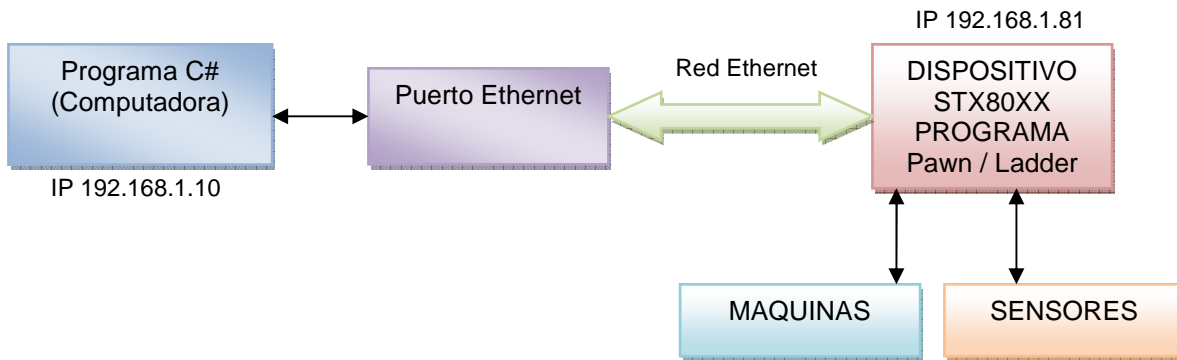 IP 192.168.1.81
Programa C#
(Computadora)
Puerto Ethernet
Red Ethernet
DISPOSITIVO
STX80XX
PROGRAMA
Pawn / Ladder
IP 192.168.1.10
MAQUINAS
SENSORES